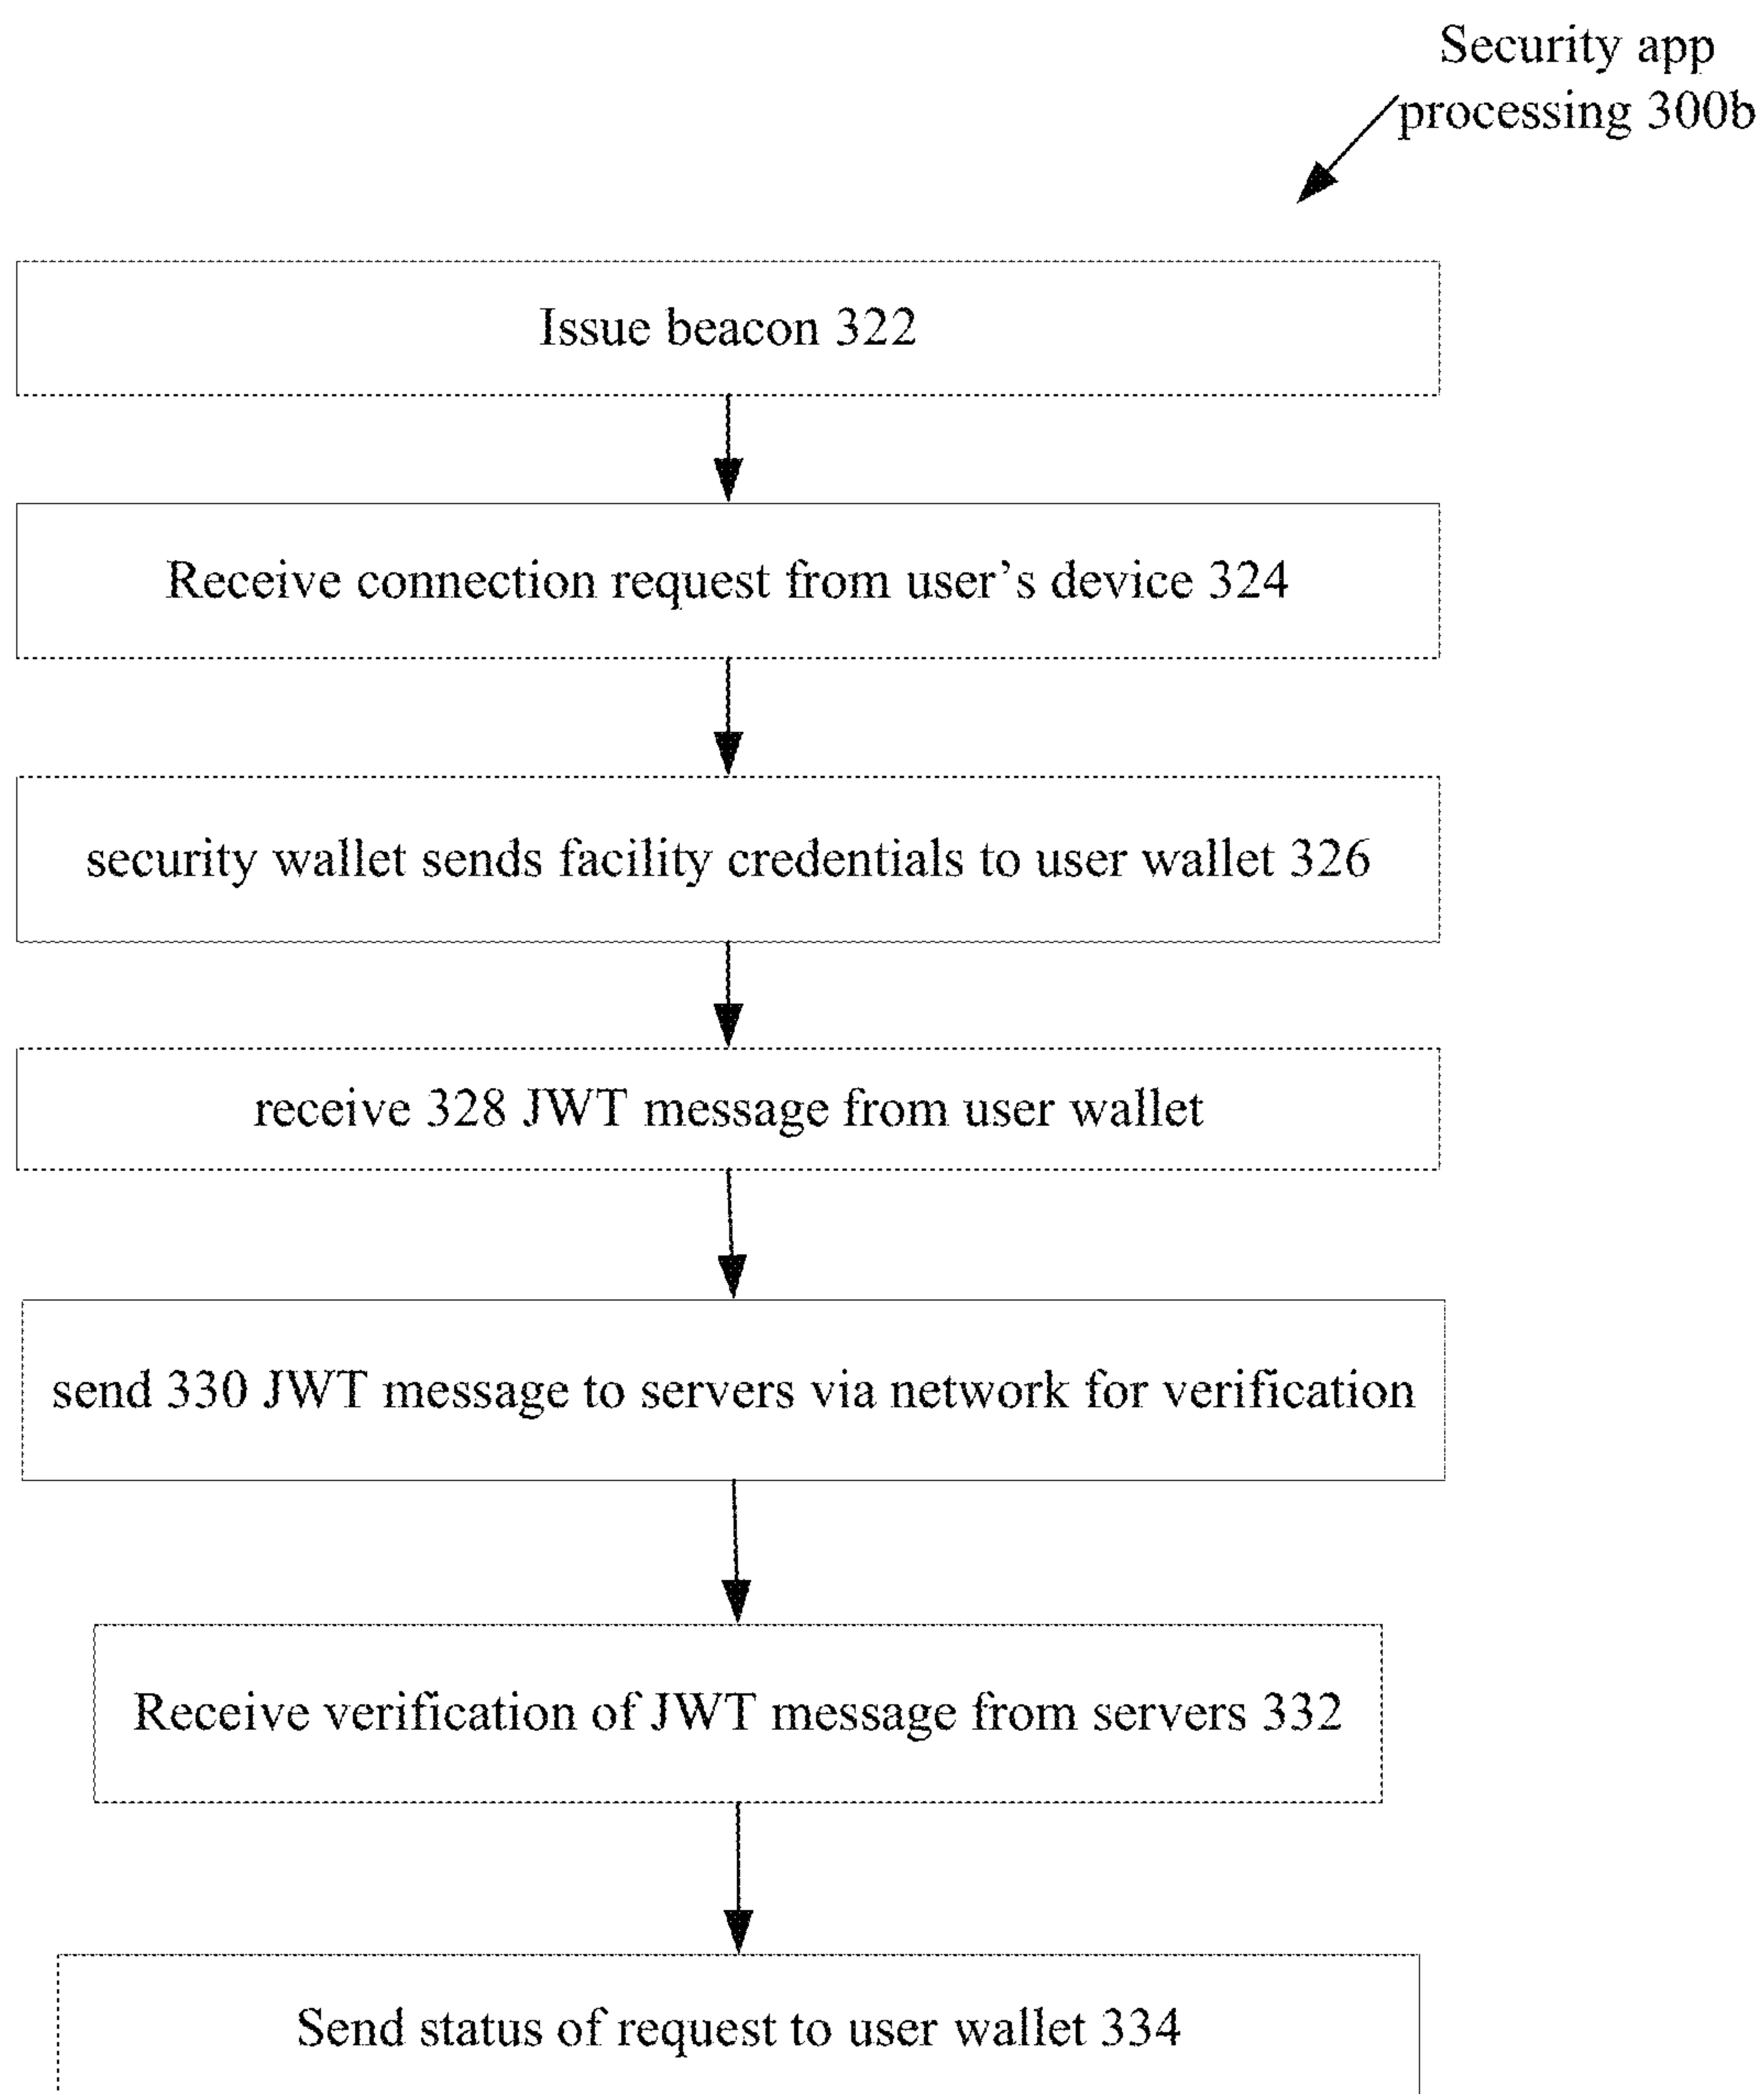 Security app
processing 300b
Issue beacon 322
Receive connection request from user’s device 324
security wallet sends facility credentials to user wallet 326
receive 328 JWT message from user wallet
send 330 JWT message to servers via network for verification
Receive verification of JWT message from servers 332
Send status of request to user wallet 334